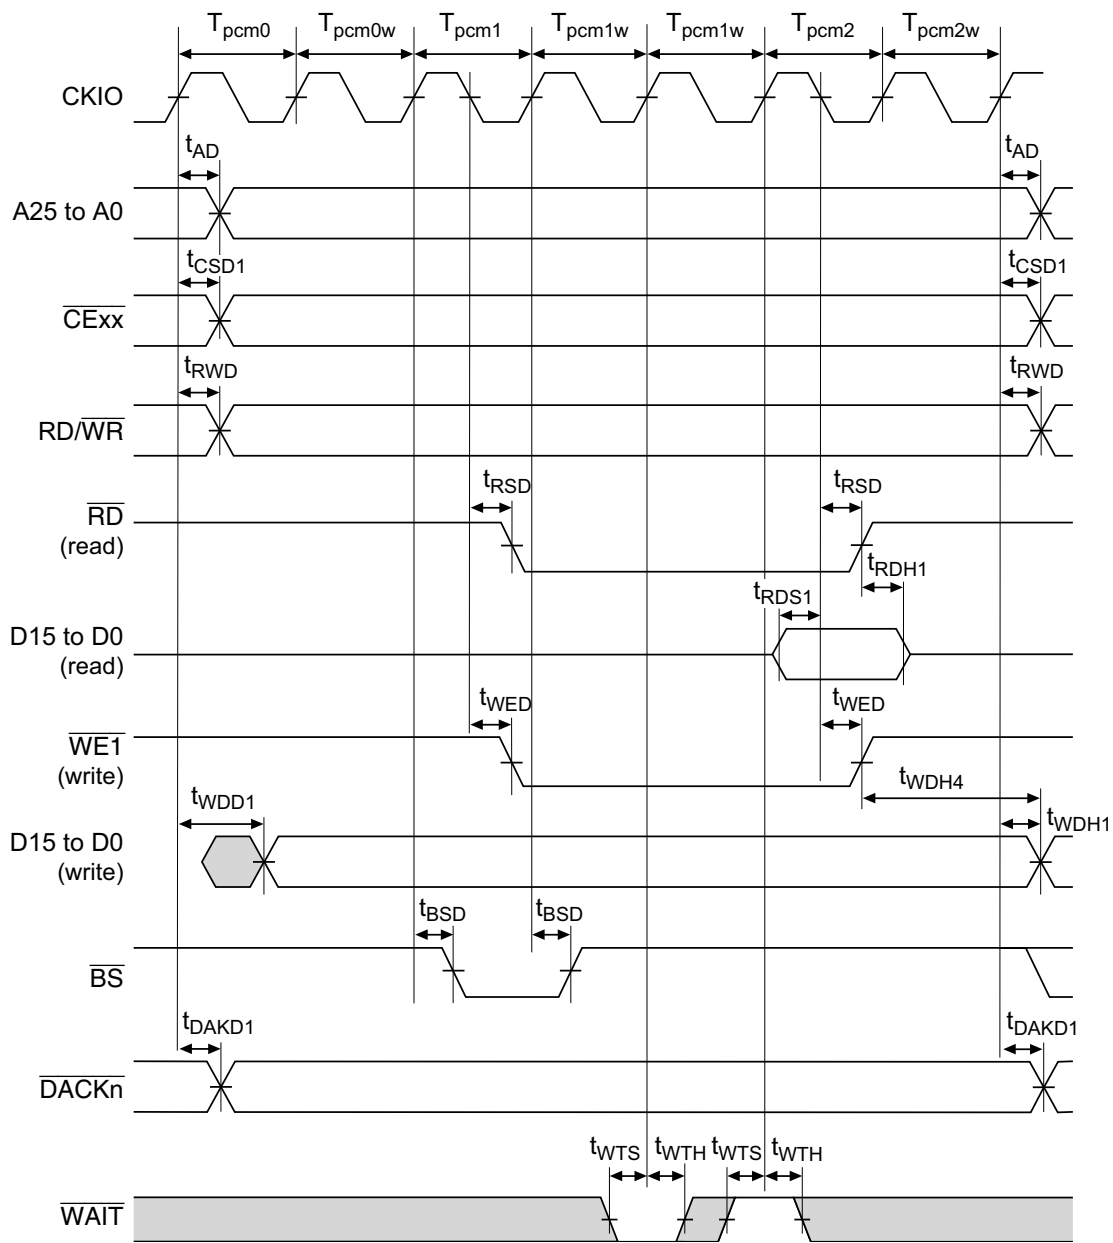 Tpcm0 Tpcm0w Tpcm1 Tpcm1w Tpcm1w Tpcm2 Tpcm2w
CKIO
tAD tAD
A25 to A0
tCSD1 tCSD1
CExx
tRWD tRWD
RD/WR
tRSD tRSD
RD
(read)
tRDH1
tRDS1
D15 to D0
(read)
tWED tWED
WE1
(write)
tWDH4
tWDD1
tWDH1
D15 to D0
(write)
tBSD tBSD
BS
tDAKD1 tDAKD1
DACKn
tWTS tWTH tWTS tWTH
WAIT